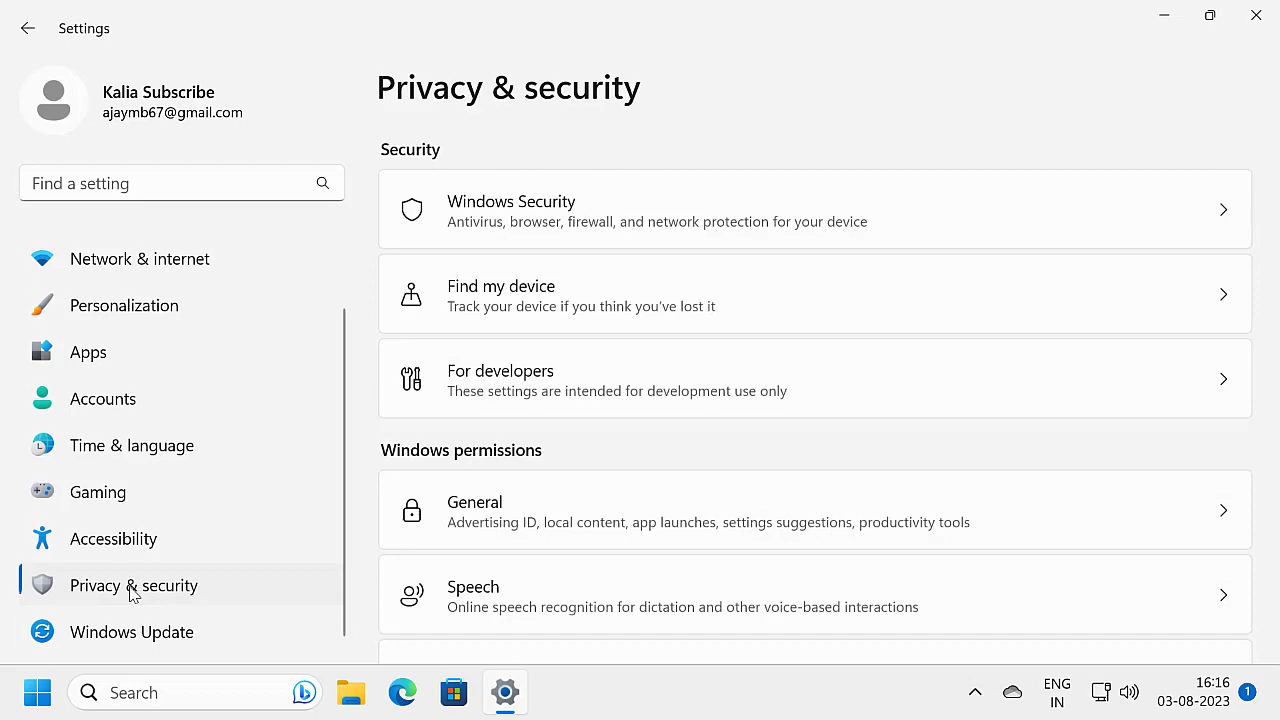 Settings
Kalia Subscribe
ajaymb67@gmail.com
Find a setting
Network & internet
Personalization
Apps
Accounts
Time & language
Gaming
Accessibility
Privacy & security
Windows Update
Privacy & security
Security
Windows Security
Antivirus, browser, firewall, and network protection for your device
Find my device
Track your device if you think you've lost it
For developers
These settings are intended for development use only
Windows permissions
General
Advertising ID, local content, app launches, settings suggestions, productivity tools
Speech
Online speech recognition for dictation and other voice-based interactions
Search
ENG
IN
16:16
03-08-2023
1